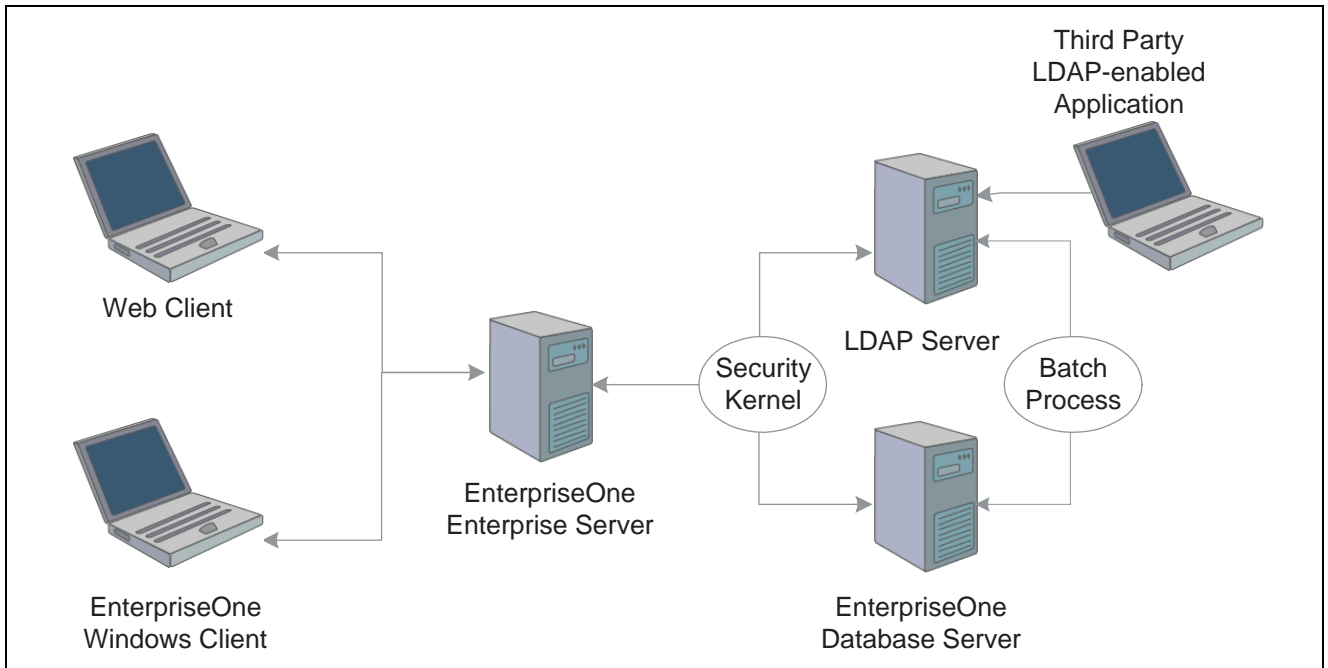 Third Party
LDAP-enabled
Application
Web Client
LDAP Server
Security
Kernel
Batch
Process
EnterpriseOne
Enterprise Server
EnterpriseOne
Windows Client
EnterpriseOne
Database Server